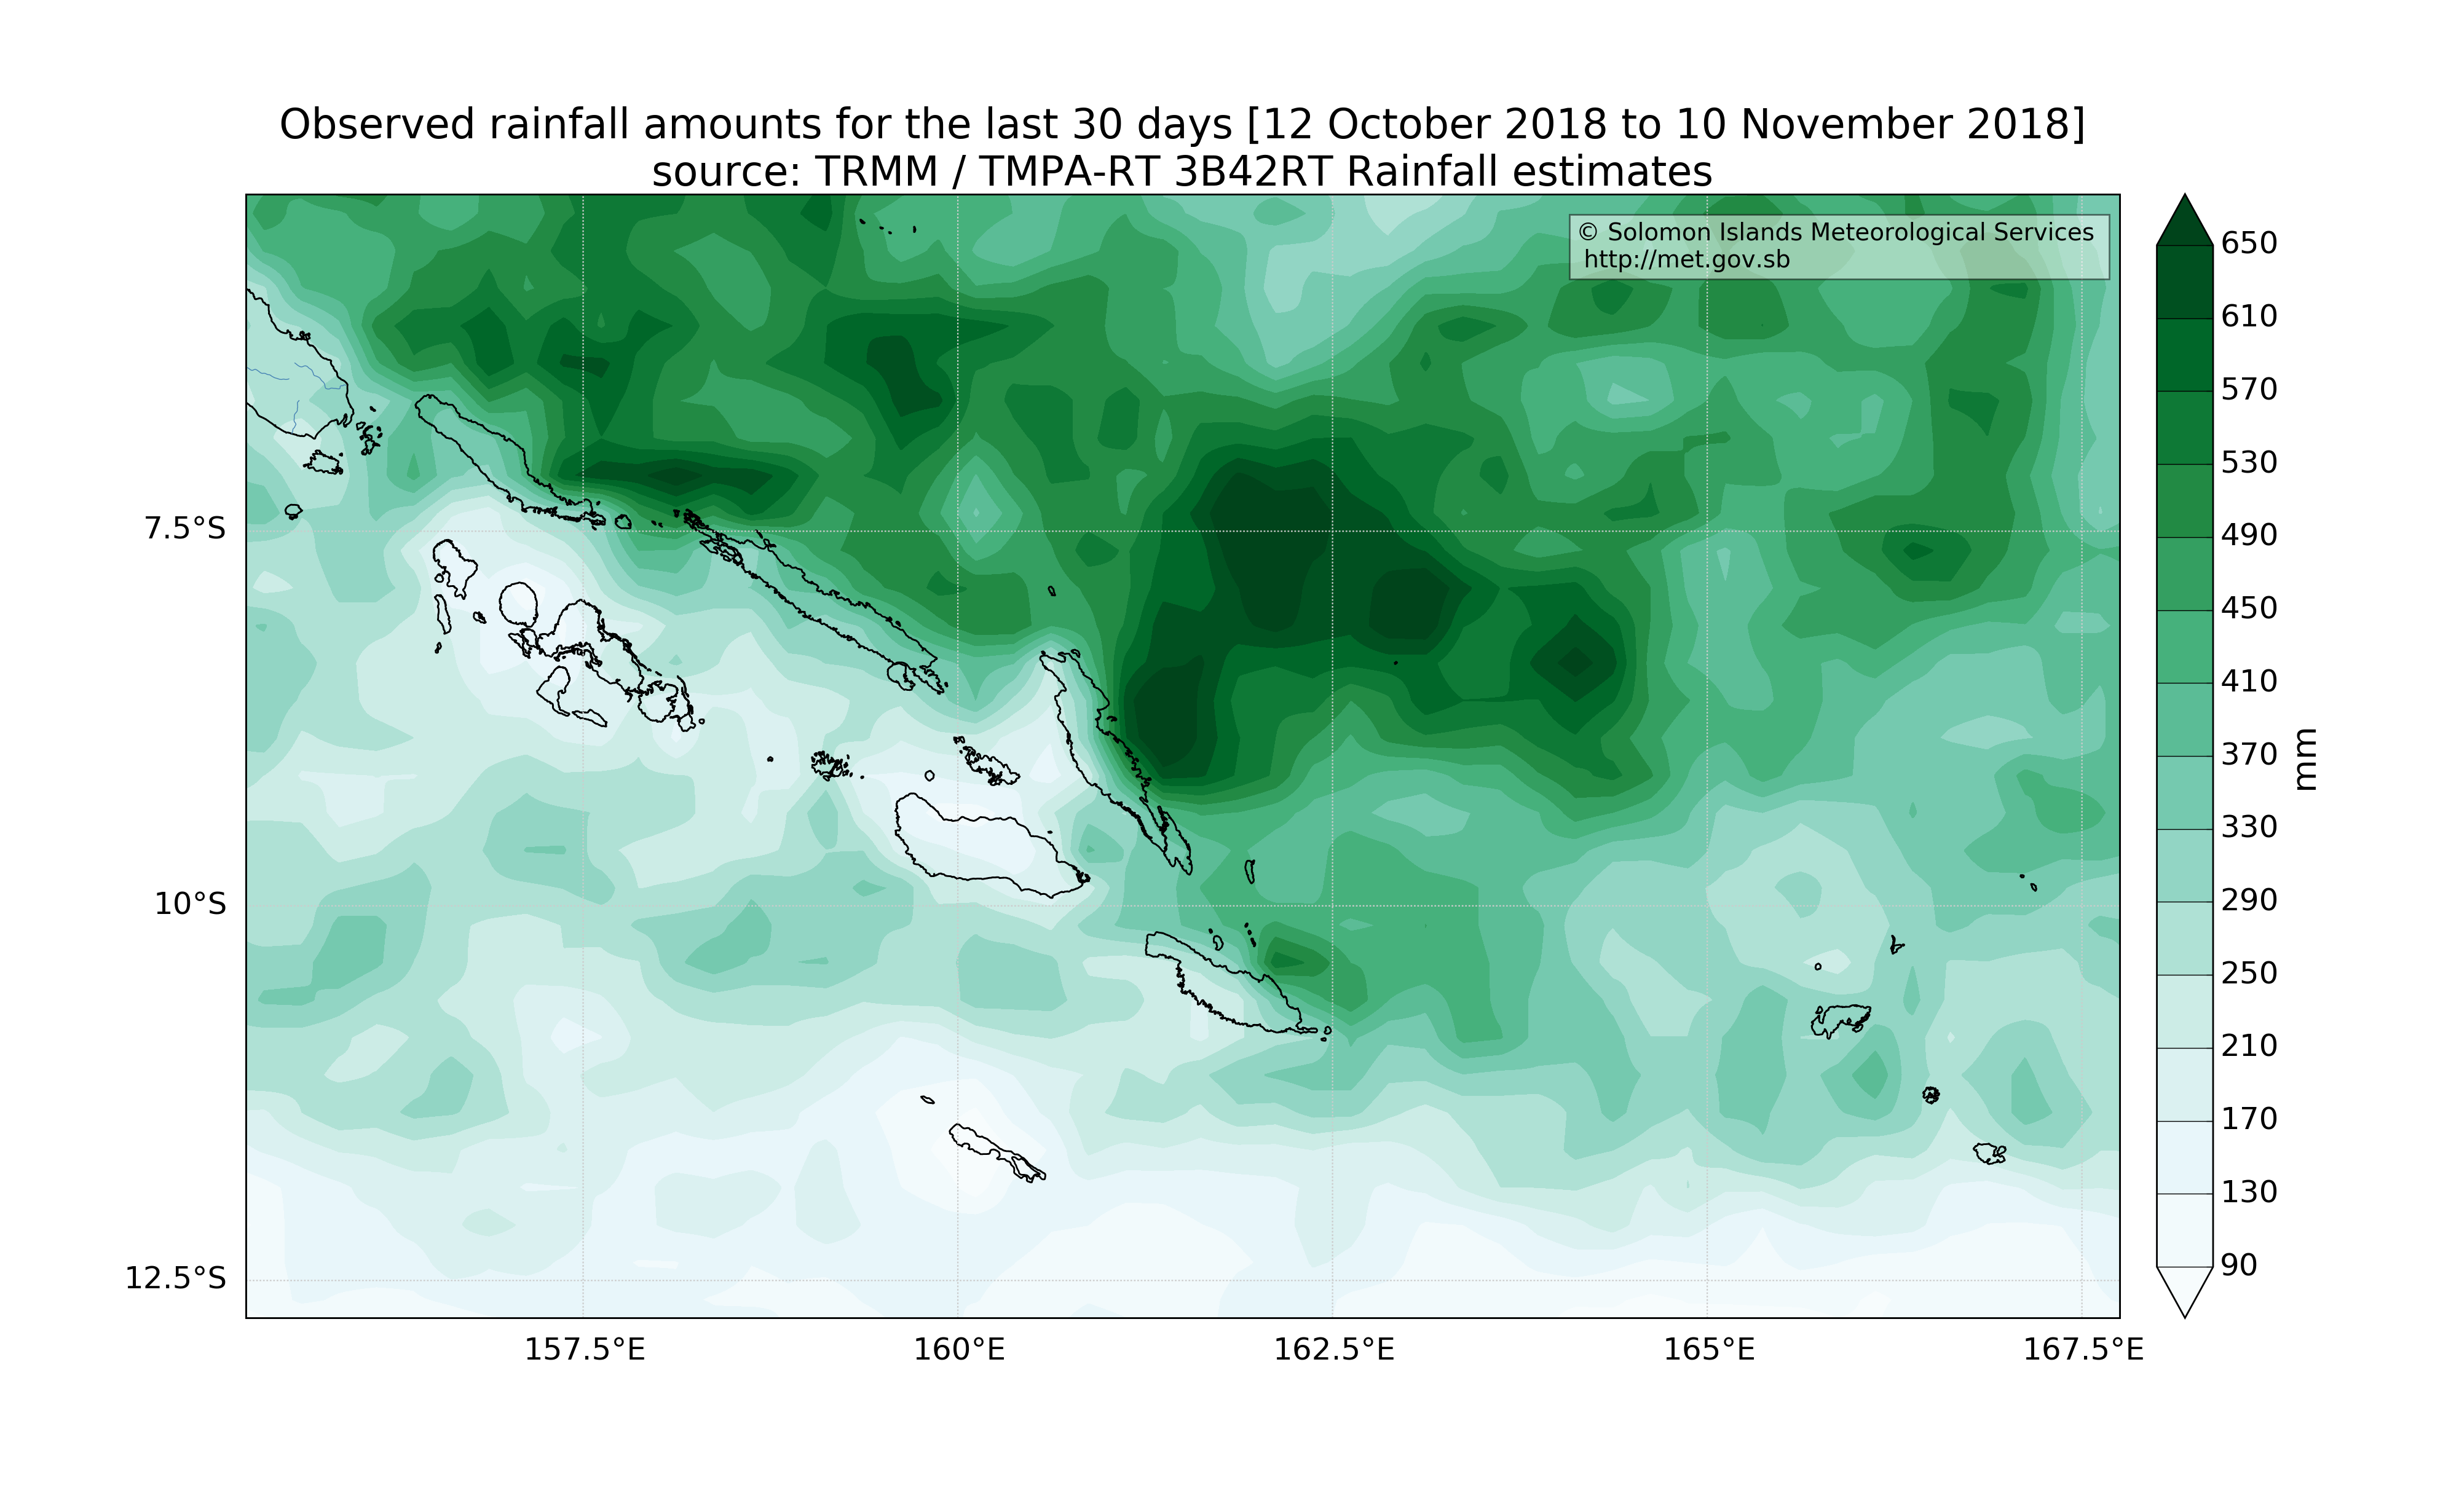 Observed rainfall amounts for the last 30 days [12 October 2018 to 10 November 2018]
source: TRMM / TMPA-RT 3B42RT Rainfall estimates
© Solomon Islands Meteorological Services
http://met.gov.sb
7.5°S
10°S
12.5°S
157.5°E
160°E
162.5°E
165°E
167.5°E
650
610
570
530
490
450
410
370
330
290
250
210
170
130
90
mm